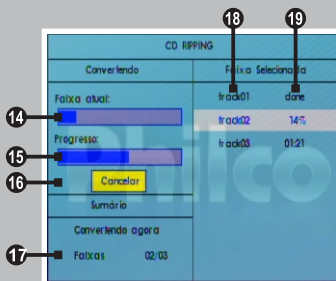 18 19
CD RIPPING
Convertendo Faixa Selecionada
Faixa atual: track01 done
14 track02 14%
Progresso: track03 01:21
15
16 Cancelar
Sumário
Convertendo agora
17 Faixas 02/03
Philco